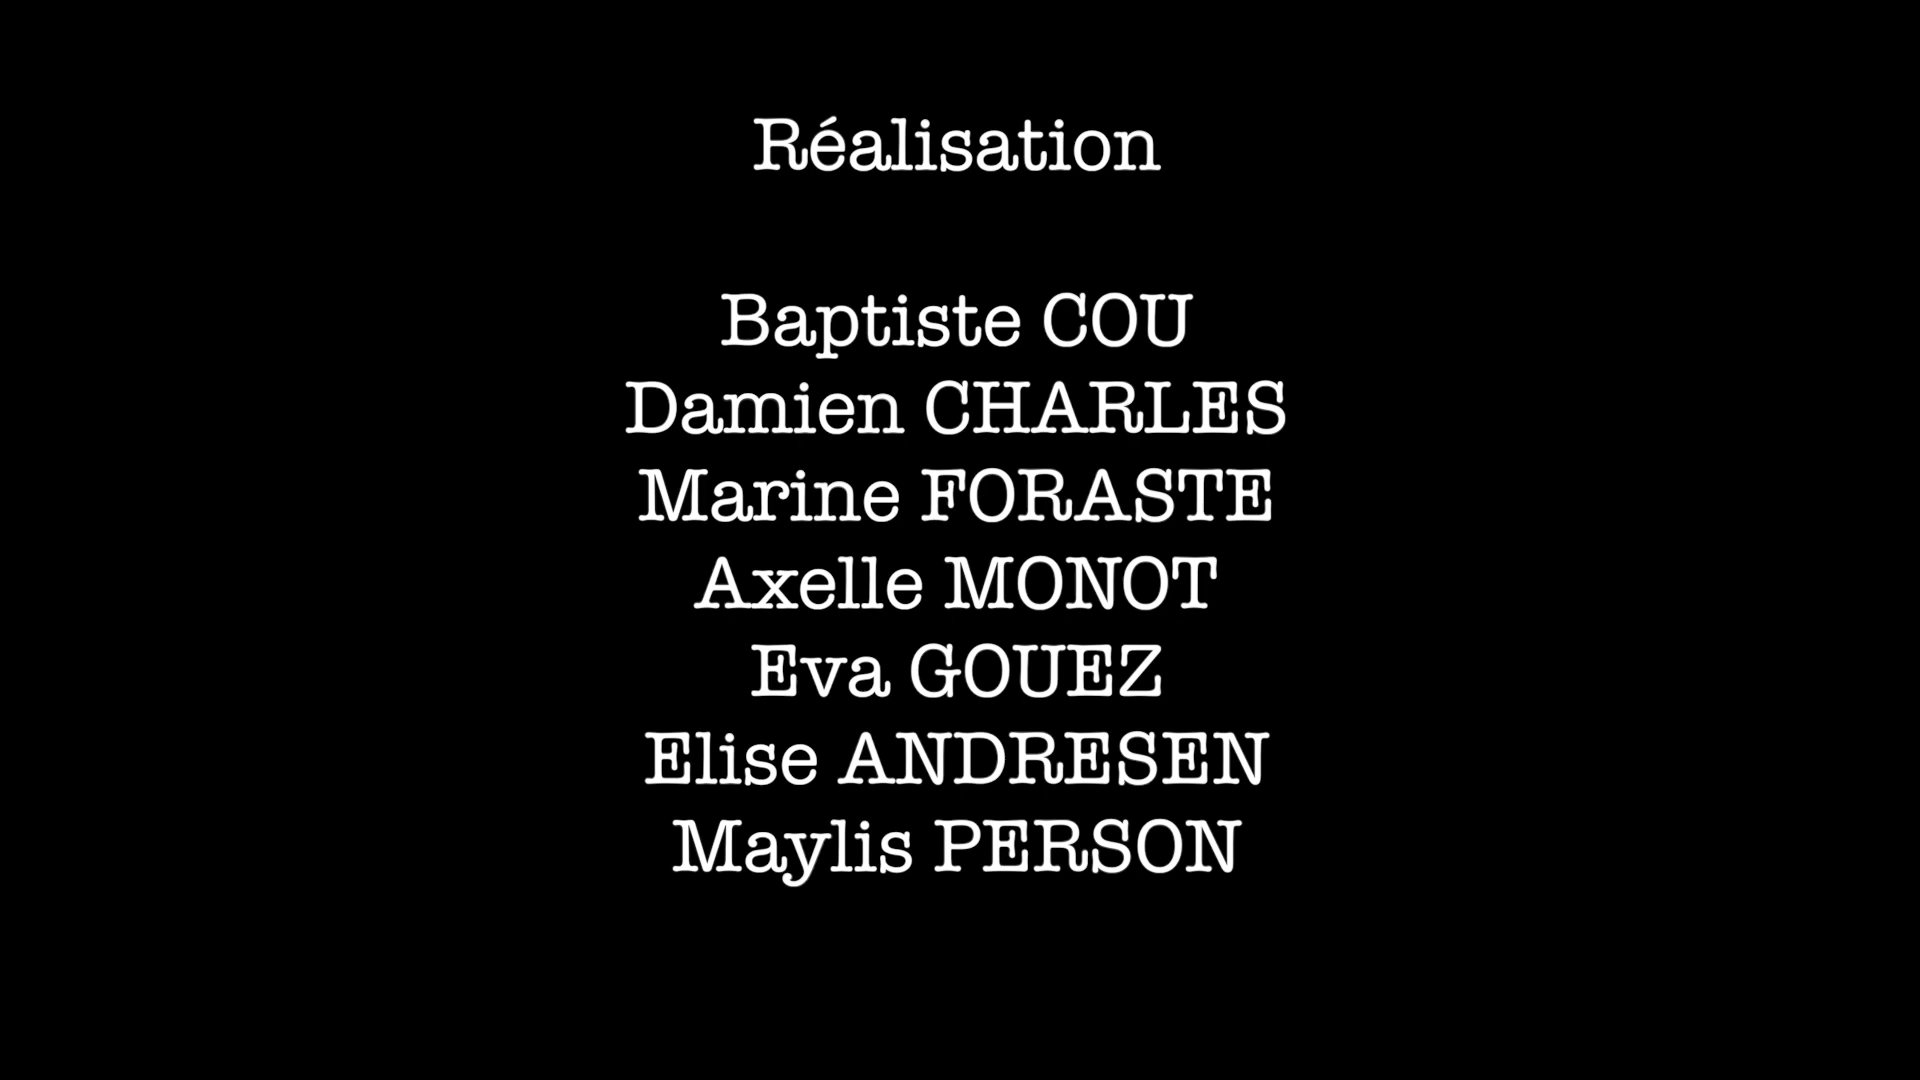 Réalisation
Baptiste COU
Damien CHARLES
Marine FORASTE
Axelle MONOT
Eva GOUEZ
Elise ANDRESEN
Maylis PERSON